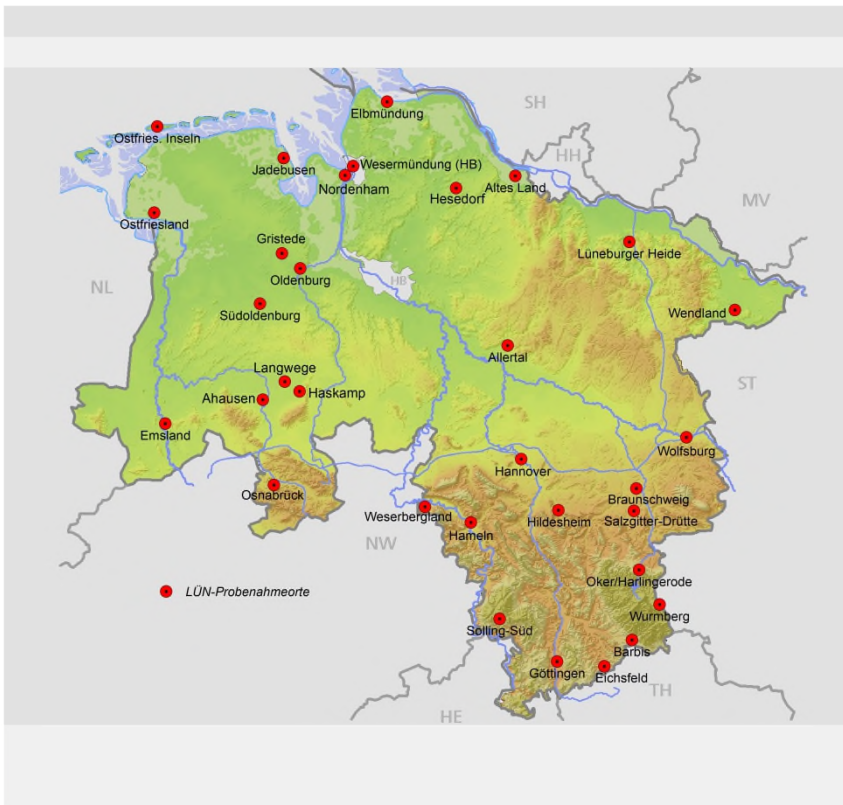 SH
Elbmündung
Ostfries. Inseln
HH
Jadebusen
Wesermündung (HB)
Nordenham
Hesedorf
Altes Land
MV
Ostfriesland
Gristede
Lüneburger Heide
Oldenburg
HB
NL
Südoldenburg
Wendland
Allertal
Langwege
Haskamp
Ahausen
ST
Emsland
Wolfsburg
Hannover
Osnabrück
Braunschweig
Weserbergland
Hildesheim
Salzgitter-Drütte
Hameln
NW
Oker/Harlingerode
LÜN-Probenahmeorte
Wurmberg
Solling-Süd
Barbis
Göttingen
Eichsfeld
TH
HE